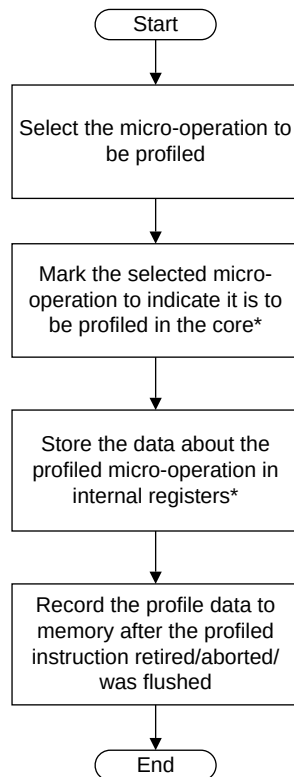 Start
Select the micro-operation to
be profiled
Mark the selected micro-
operation to indicate it is to
be profiled in the core*
Store the data about the
profiled micro-operation in
internal registers*
Record the profile data to
memory after the profiled
instruction retired/aborted/
was flushed
End